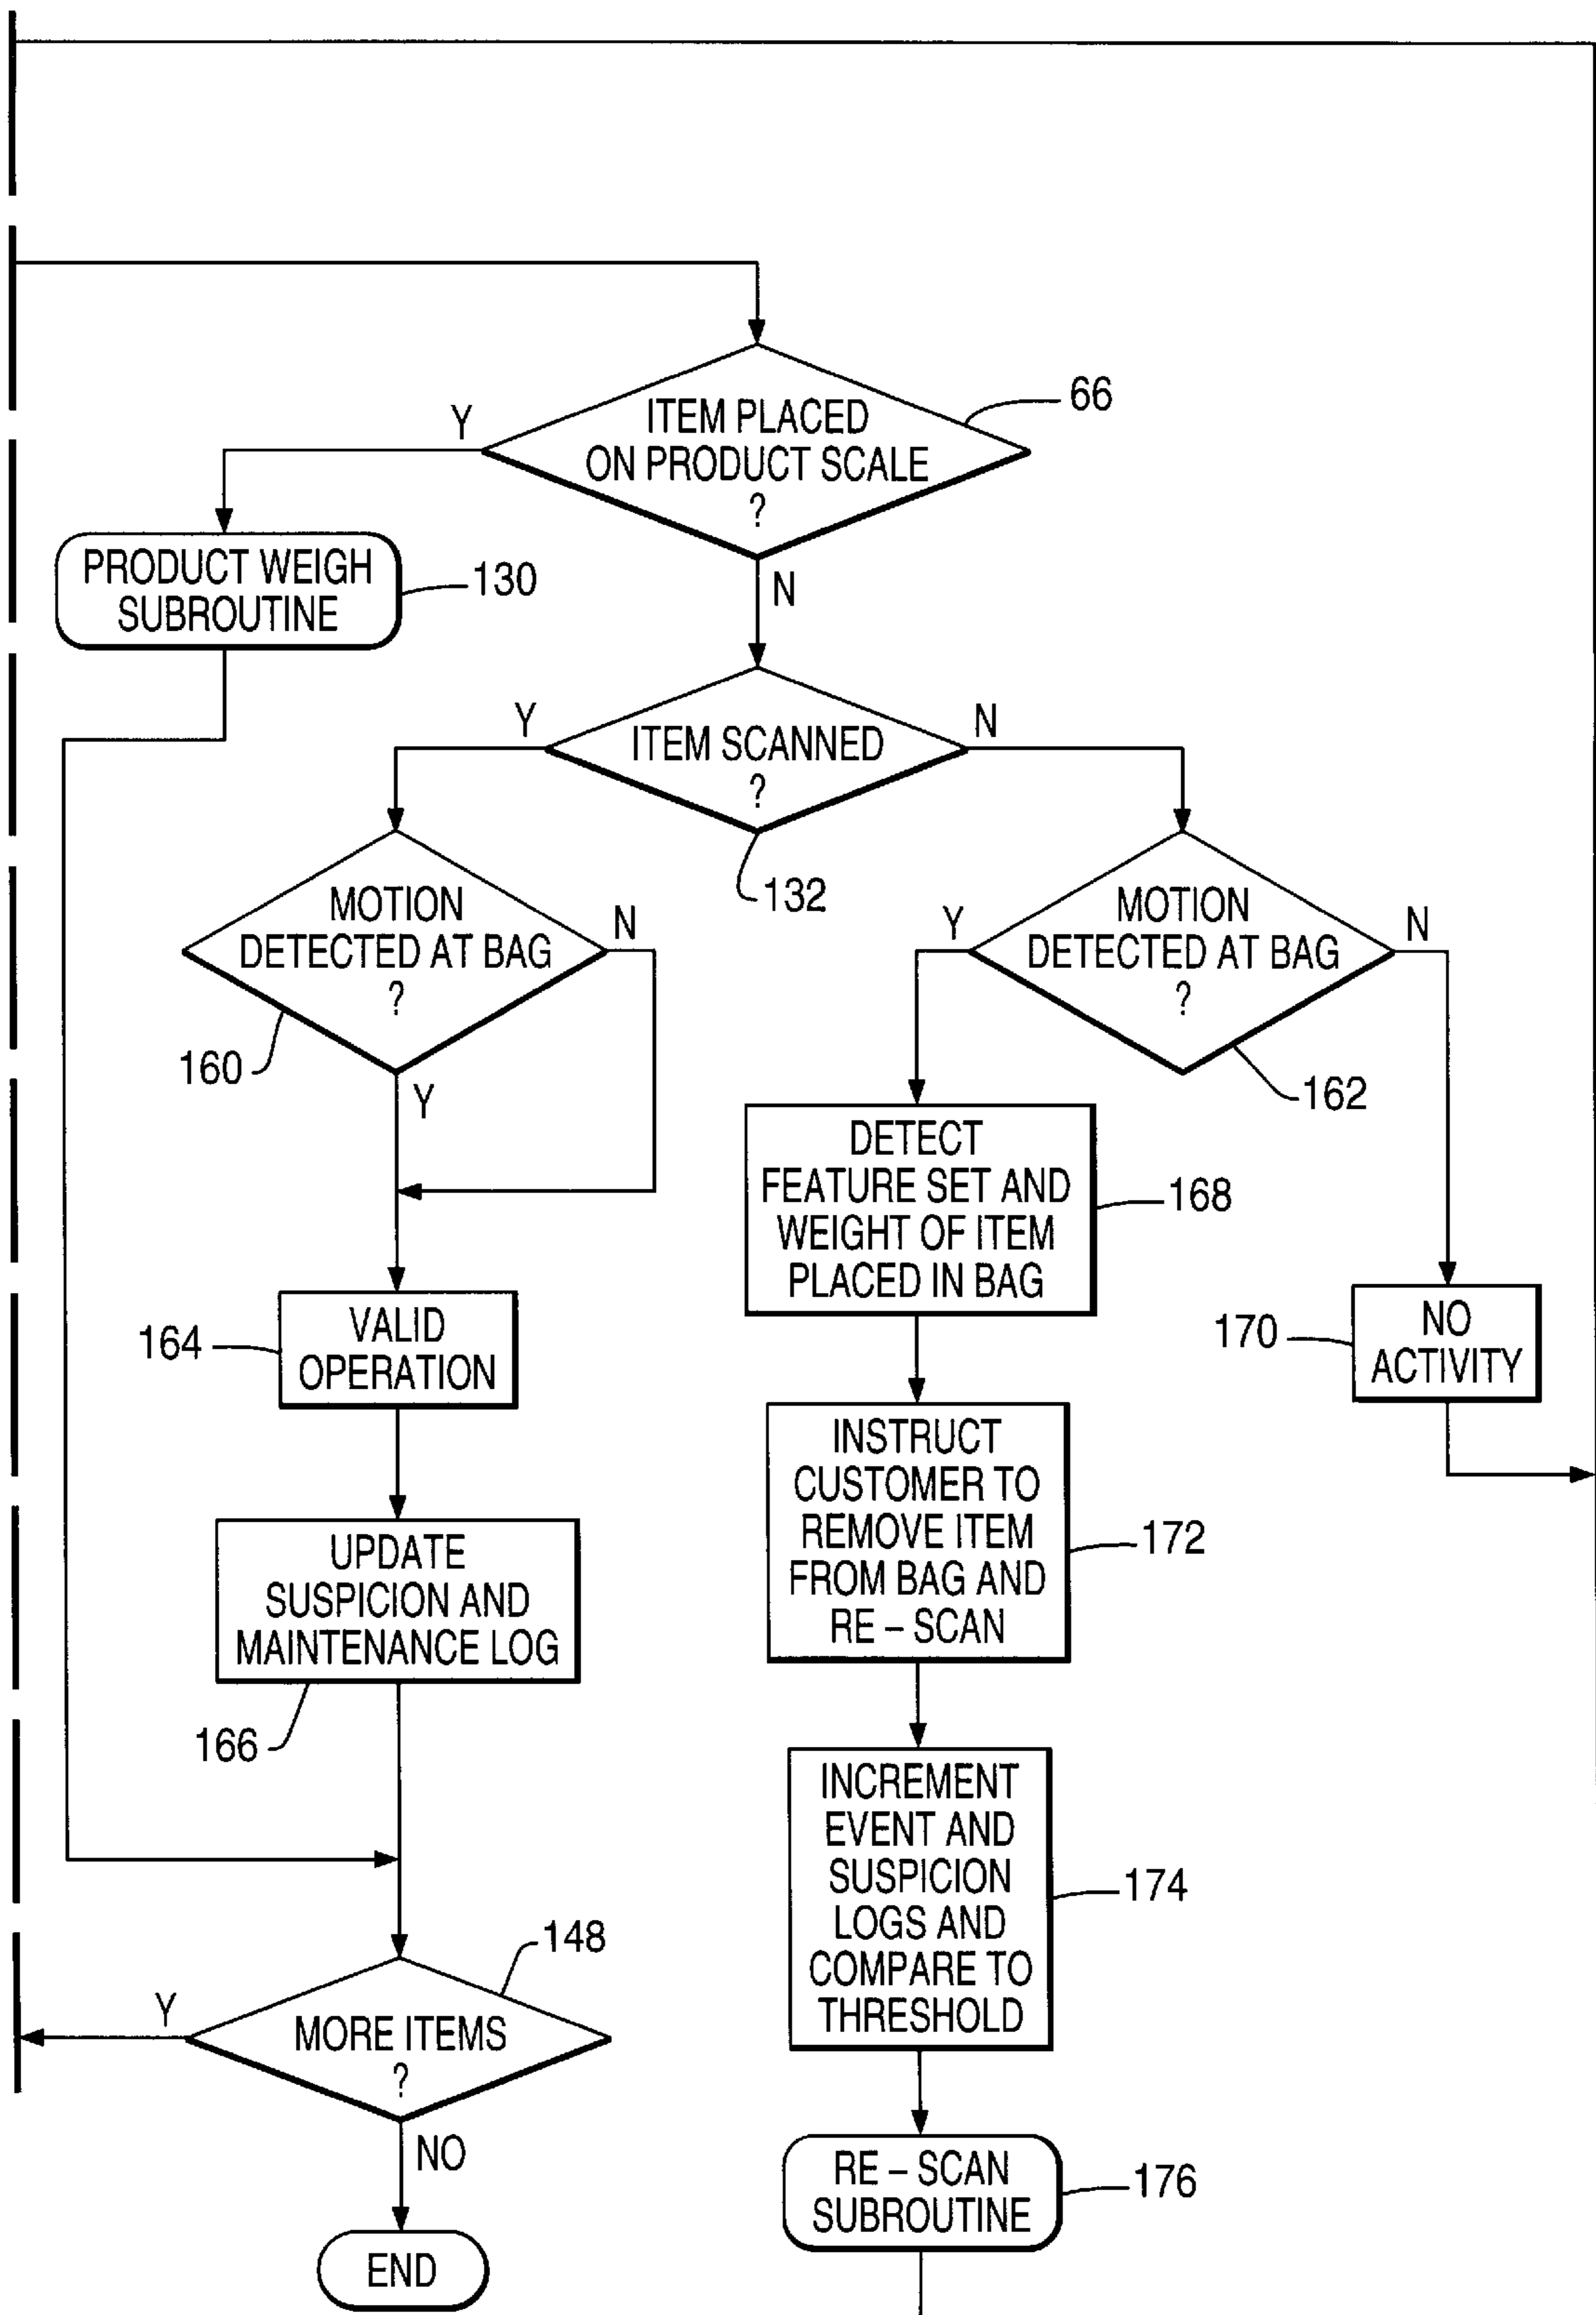 ITEM PLACED
ON PRODUCT SCALE
?
66
Y
N
PRODUCT WEIGH
SUBROUTINE
130
ITEM SCANNED
?
Y
N
132
MOTION
DETECTED AT BAG
?
N
Y
160
MOTION
DETECTED AT BAG
?
Y
N
162
DETECT
FEATURE SET AND
WEIGHT OF ITEM
PLACED IN BAG
168
VALID
OPERATION
164
NO
ACTIVITY
170
INSTRUCT
CUSTOMER TO
REMOVE ITEM
FROM BAG AND
RE – SCAN
172
UPDATE
SUSPICION AND
MAINTENANCE LOG
166
INCREMENT
EVENT AND
SUSPICION
LOGS AND
COMPARE TO
THRESHOLD
174
MORE ITEMS
?
148
Y
NO
RE – SCAN
SUBROUTINE
176
END